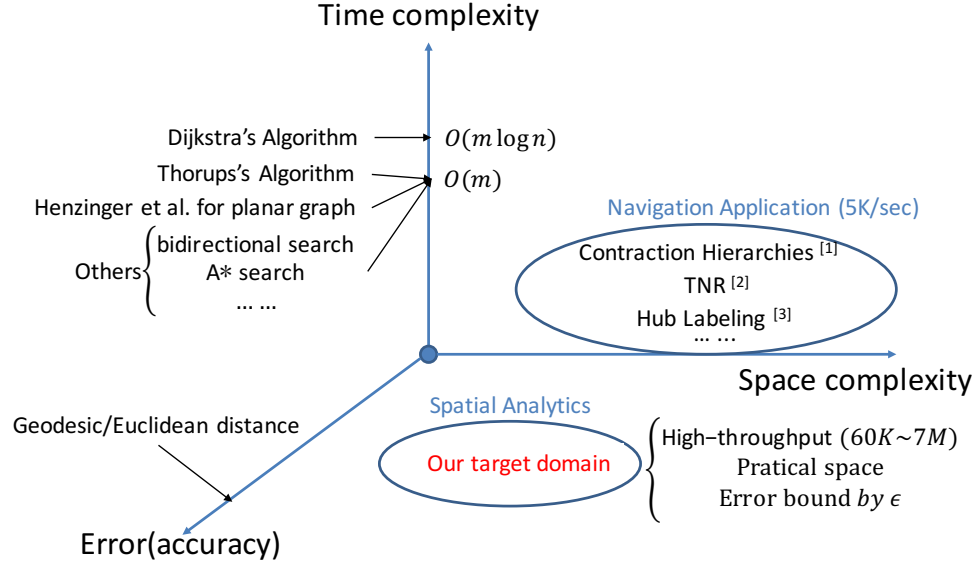 Time complexity
Dijkstra's Algorithm
O(m log n)
Thorups's Algorithm
O(m)
Henzinger et al. for planar graph
Others
bidirectional search
A* search
... ...
Navigation Application (5K/sec)
Contraction Hierarchies [1]
TNR [2]
Hub Labeling [3]
... ...
Space complexity
Geodesic/Euclidean distance
Error(accuracy)
Spatial Analytics
Our target domain
High−throughput (60K~7M)
Pratical space
Error bound by ϵ